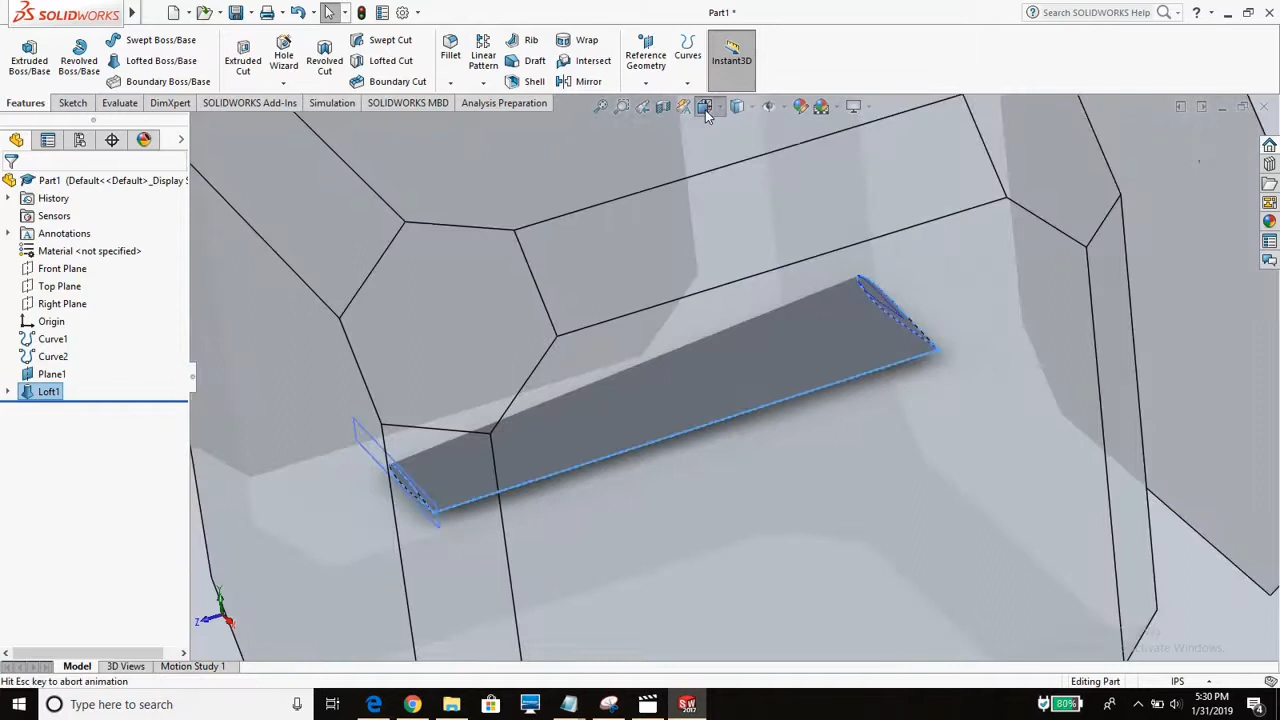 SOLIDWORKS
Part1 *
Search SOLIDWORKS Help
Extruded Boss/Base
Revolved Boss/Base
Swept Boss/Base
Lofted Boss/Base
Boundary Boss/Base
Extruded Cut
Hole Wizard
Revolved Cut
Swept Cut
Lofted Cut
Boundary Cut
Fillet
Linear Pattern
Rib
Draft
Shell
Wrap
Intersect
Mirror
Reference Geometry
Curves
Instant3D
Features
Sketch
Evaluate
DimXpert
SOLIDWORKS Add-Ins
Simulation
SOLIDWORKS MBD
Analysis Preparation
Part1 (Default<<Default>_Display S
History
Sensors
Annotations
Material <not specified>
Front Plane
Top Plane
Right Plane
Origin
Curve1
Curve2
Plane1
Loft1
Y
Z
Activate Windows.
Model
3D Views
Motion Study 1
Hit Esc key to abort animation
Editing Part
IPS
Type here to search
SW
2017
80%
5:30 PM
1/31/2019